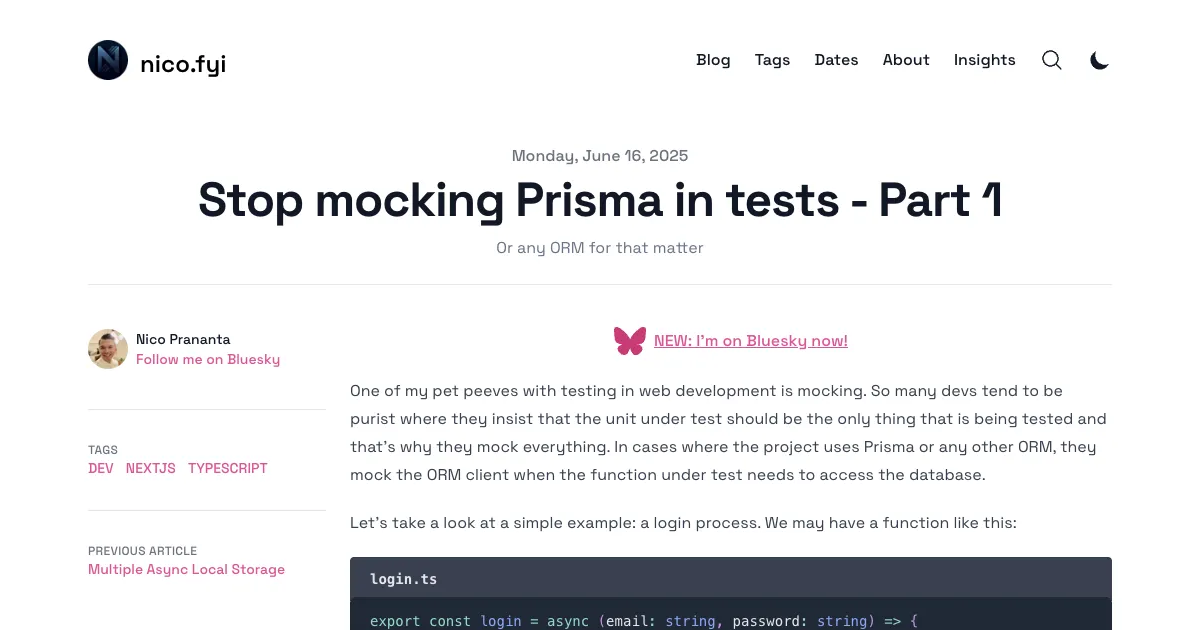 nico.fyi
Blog Tags Dates About Insights
Monday, June 16, 2025
Stop mocking Prisma in tests - Part 1
Or any ORM for that matter
Nico Prananta
Follow me on Bluesky
TAGS
DEV NEXTJS TYPESCRIPT
PREVIOUS ARTICLE
Multiple Async Local Storage
NEW: I'm on Bluesky now!
One of my pet peeves with testing in web development is mocking. So many devs tend to be
purist where they insist that the unit under test should be the only thing that is being tested and
that's why they mock everything. In cases where the project uses Prisma or any other ORM, they
mock the ORM client when the function under test needs to access the database.
Let's take a look at a simple example: a login process. We may have a function like this:
login.ts
export const login = async (email: string, password: string) => {